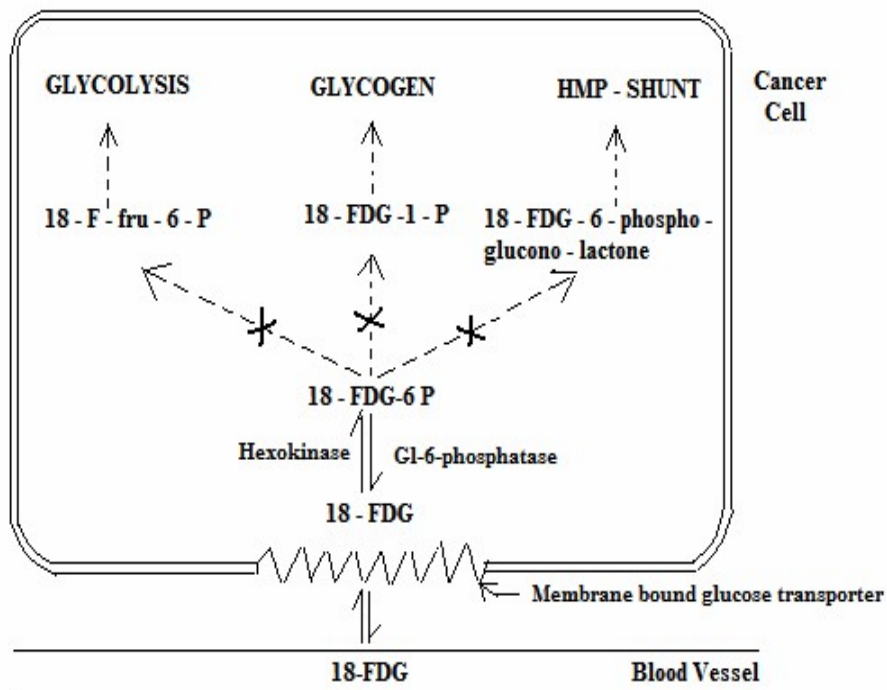 GLYCOLYSIS
GLYCOGEN
HMP - SHUNT
Cancer
Cell
18 - F - fru - 6 - P
18 - FDG -1 - P
18 - FDG - 6 - phospho -
glucono - lactone
18 - FDG-6 P
Hexokinase
Gl-6-phosphatase
18 - FDG
Membrane bound glucose transporter
18-FDG
Blood Vessel